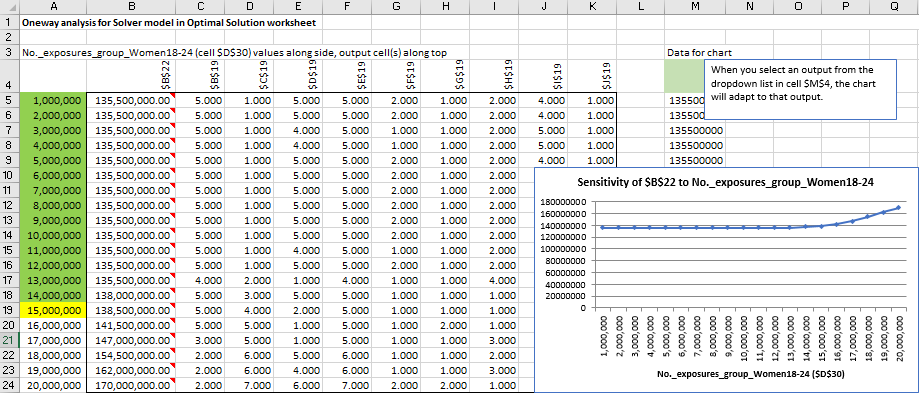 A B C D E F G H I J K L M N O P Q
1 Oneway analysis for Solver model in Optimal Solution worksheet
2
3 No._exposures_group_Women18-24 (cell $D$30) values along side, output cell(s) along top Data for chart
4 $B$22 $B$19 $C$19 $D$19 $E$19 $F$19 $G$19 $H$19 $I$19 $J$19
When you select an output from the
dropdown list in cell $M$4, the chart
will adapt to that output.
5 1,000,000 135,500,000.00 5.000 1.000 5.000 5.000 2.000 1.000 2.000 4.000 1.000 135500
6 2,000,000 135,500,000.00 5.000 1.000 5.000 5.000 2.000 1.000 2.000 4.000 1.000 135500
7 3,000,000 135,500,000.00 5.000 1.000 4.000 5.000 2.000 1.000 2.000 5.000 1.000 135500000
8 4,000,000 135,500,000.00 5.000 1.000 4.000 5.000 2.000 1.000 2.000 5.000 1.000 135500000
9 5,000,000 135,500,000.00 5.000 1.000 5.000 5.000 2.000 1.000 2.000 4.000 1.000 135500000
10 6,000,000 135,500,000.00 5.000 1.000 5.000 5.000 2.000 1.000 2.000
11 7,000,000 135,500,000.00 5.000 1.000 5.000 5.000 2.000 1.000 2.000
12 8,000,000 135,500,000.00 5.000 1.000 5.000 5.000 2.000 1.000 2.000
13 9,000,000 135,500,000.00 5.000 1.000 5.000 5.000 2.000 1.000 2.000
14 10,000,000 135,500,000.00 5.000 1.000 5.000 5.000 2.000 1.000 2.000
15 11,000,000 135,500,000.00 5.000 1.000 4.000 5.000 1.000 1.000 2.000
16 12,000,000 135,500,000.00 5.000 1.000 5.000 5.000 2.000 1.000 2.000
17 13,000,000 135,500,000.00 4.000 2.000 1.000 4.000 1.000 1.000 4.000
18 14,000,000 138,000,000.00 5.000 3.000 5.000 5.000 1.000 1.000 1.000
19 15,000,000 138,500,000.00 5.000 4.000 2.000 5.000 1.000 1.000 1.000
20 16,000,000 141,500,000.00 5.000 5.000 1.000 5.000 1.000 2.000 1.000
21 17,000,000 147,000,000.00 3.000 5.000 1.000 5.000 1.000 1.000 3.000
22 18,000,000 154,500,000.00 2.000 6.000 5.000 6.000 1.000 1.000 2.000
23 19,000,000 162,000,000.00 2.000 6.000 4.000 6.000 1.000 1.000 3.000
24 20,000,000 170,000,000.00 2.000 7.000 6.000 7.000 2.000 2.000 1.000
Sensitivity of $B$22 to No._exposures_group_Women18-24
180000000
160000000
140000000
120000000
100000000
80000000
60000000
40000000
20000000
0
1,000,000
2,000,000
3,000,000
4,000,000
5,000,000
6,000,000
7,000,000
8,000,000
9,000,000
10,000,000
11,000,000
12,000,000
13,000,000
14,000,000
15,000,000
16,000,000
17,000,000
18,000,000
19,000,000
20,000,000
No._exposures_group_Women18-24 ($D$30)